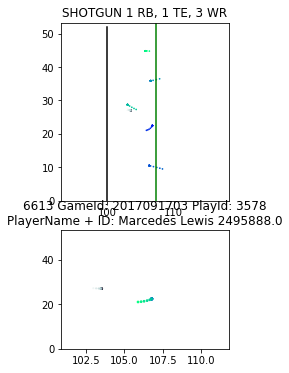 SHOTGUN 1 RB, 1 TE, 3 WR
50
40
30
20
10
0
100 110
6613 GameId: 2017091703 PlayId: 3578
PlayerName + ID: Marcedes Lewis 2495888.0
40
20
0
102.5 105.0 107.5 110.0